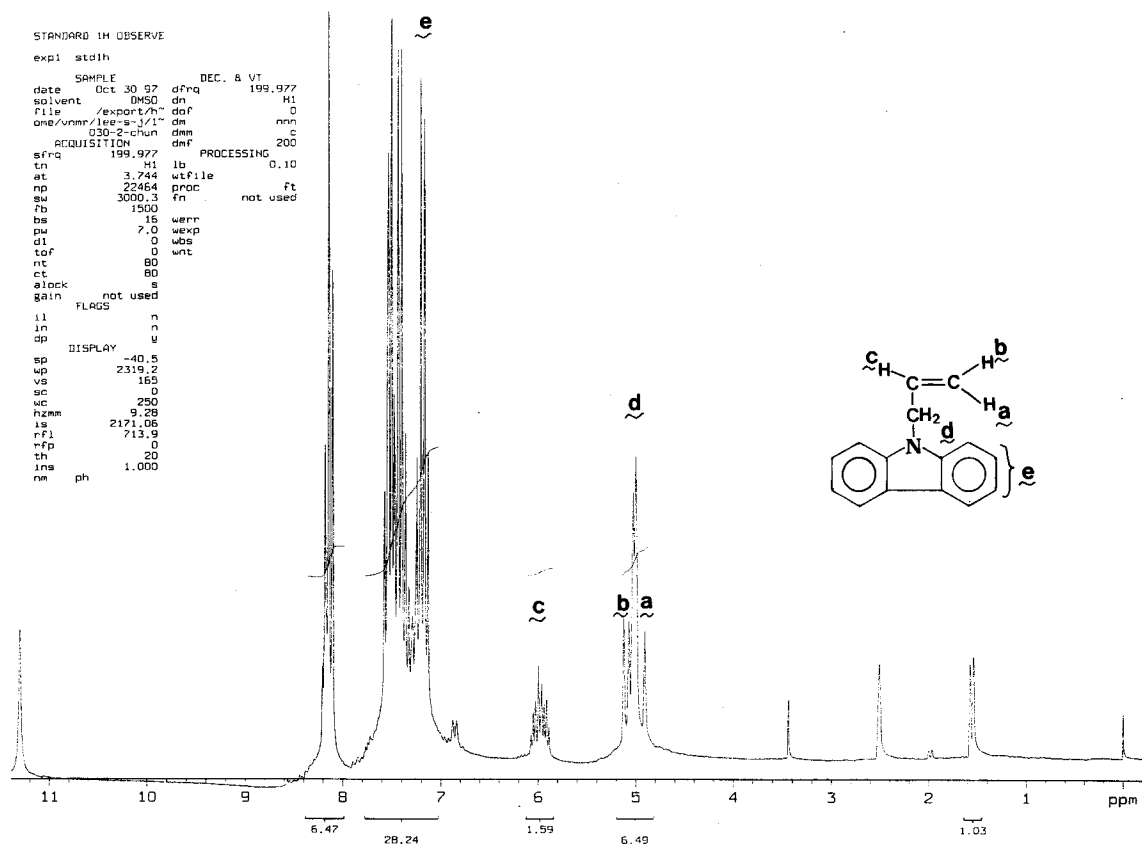 STANDARD 1H OBSERVE
exp1 stdlh
SAMPLE DEC. & VT
date Oct 30 97 dfrq 199.977
solvent DMSO dn H1
file /export/h~ dof 0
ome/vnmr/lee-s-j/1~ dm nnn
030-2-chun dmm c
ACQUISITION dmf 200
sfrq 199.977 PROCESSING
tn H1 lb 0.10
at 3.744 wtfile
np 22464 proc ft
sw 3000.3 fn not used
fb 1500
bs 16 werr
pw 7.0 wexp
d1 0 wbs
tof 0 wnt
nt 80
ct 80
alock s
gain not used
FLAGS
il n
in n
dp y
DISPLAY
sp -40.5
wp 2319.2
vs 165
sc 0
wc 250
hzmm 9.28
is 2171.06
rfl 713.9
rfp 0
th 20
ins 1.000
nm ph
e
d
c
b a
c H H b
C=C
H a
CH2
N d
e
11 10 9 8 7 6 5 4 3 2 1 ppm
6.47 28.24 1.59 6.49 1.03